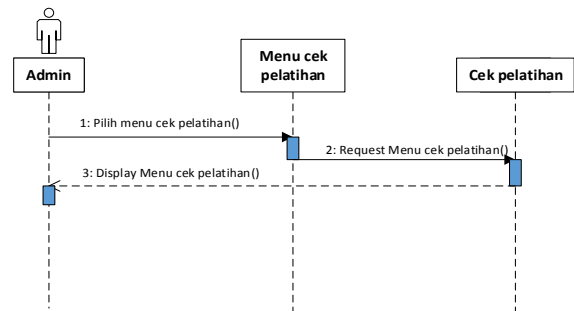 Admin
Menu cek
pelatihan
Cek pelatihan
1: Pilih menu cek pelatihan()
2: Request Menu cek pelatihan()
3: Display Menu cek pelatihan()